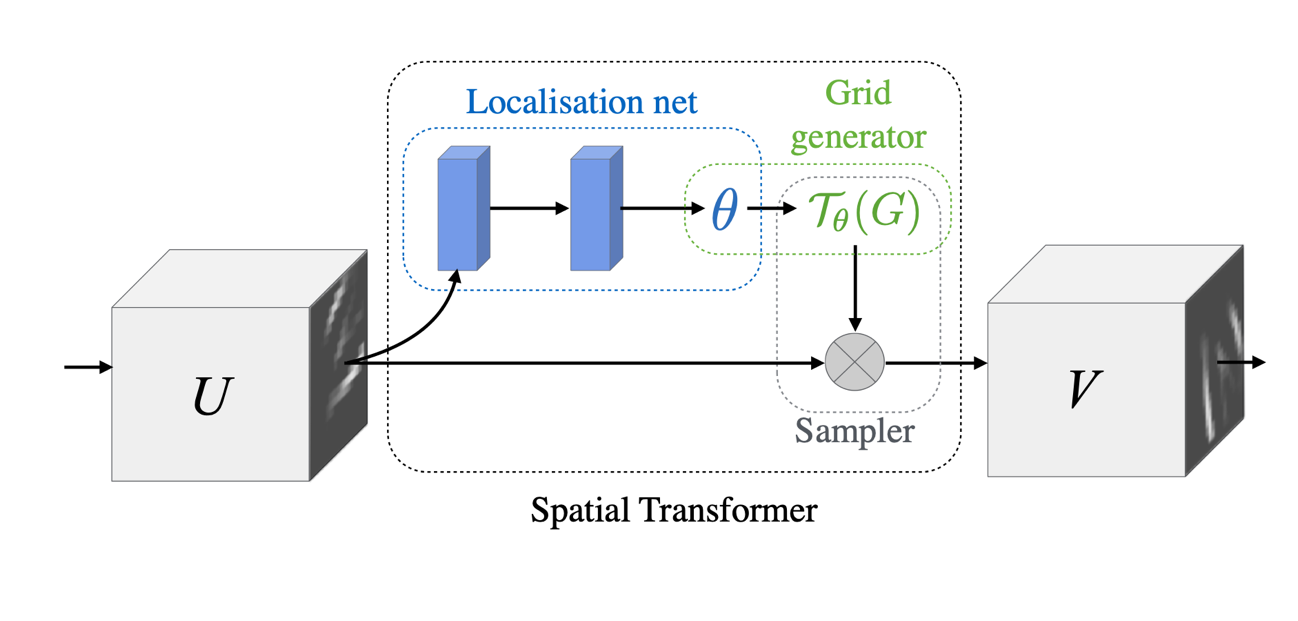 Localisation net
Grid
generator
θ
𝒯θ(G)
U
V
Sampler
Spatial Transformer